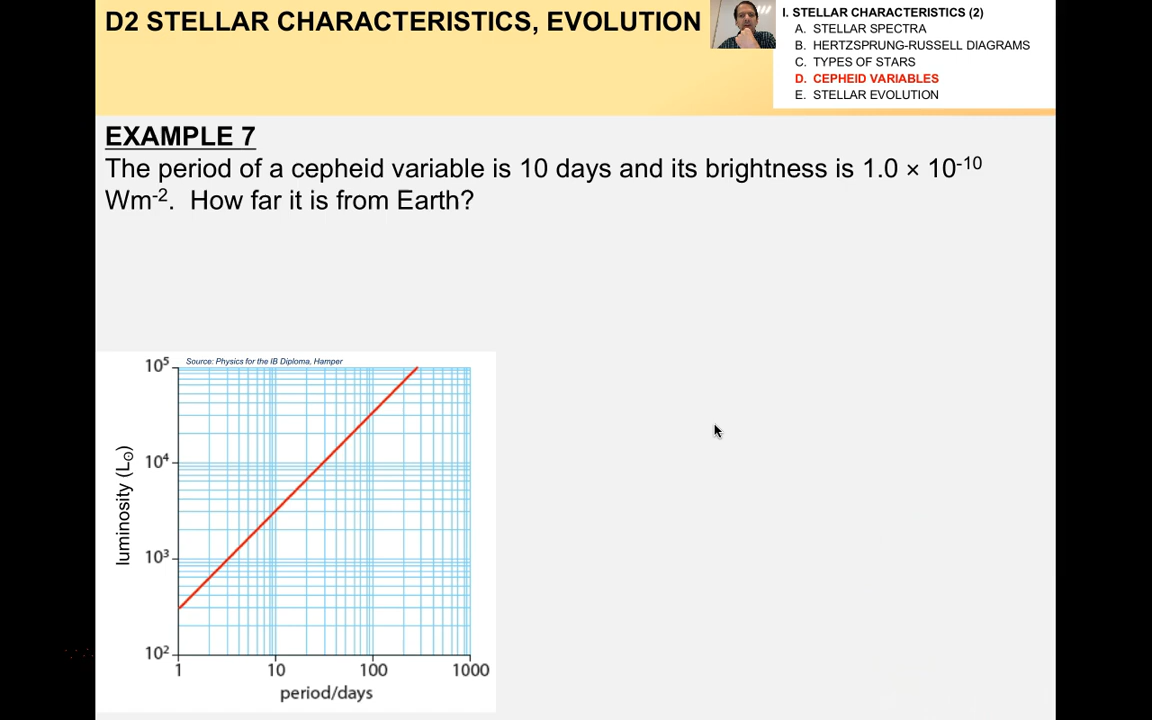 D2 STELLAR CHARACTERISTICS, EVOLUTION
I. STELLAR CHARACTERISTICS (2)
A. STELLAR SPECTRA
B. HERTZSPRUNG-RUSSELL DIAGRAMS
C. TYPES OF STARS
D. CEPHEID VARIABLES
E. STELLAR EVOLUTION
EXAMPLE 7
The period of a cepheid variable is 10 days and its brightness is 1.0 × 10⁻¹⁰
Wm⁻². How far it is from Earth?
Source: Physics for the IB Diploma, Hamper
10⁵
10⁴
10³
10²
luminosity (L☉)
1 10 100 1000
period/days